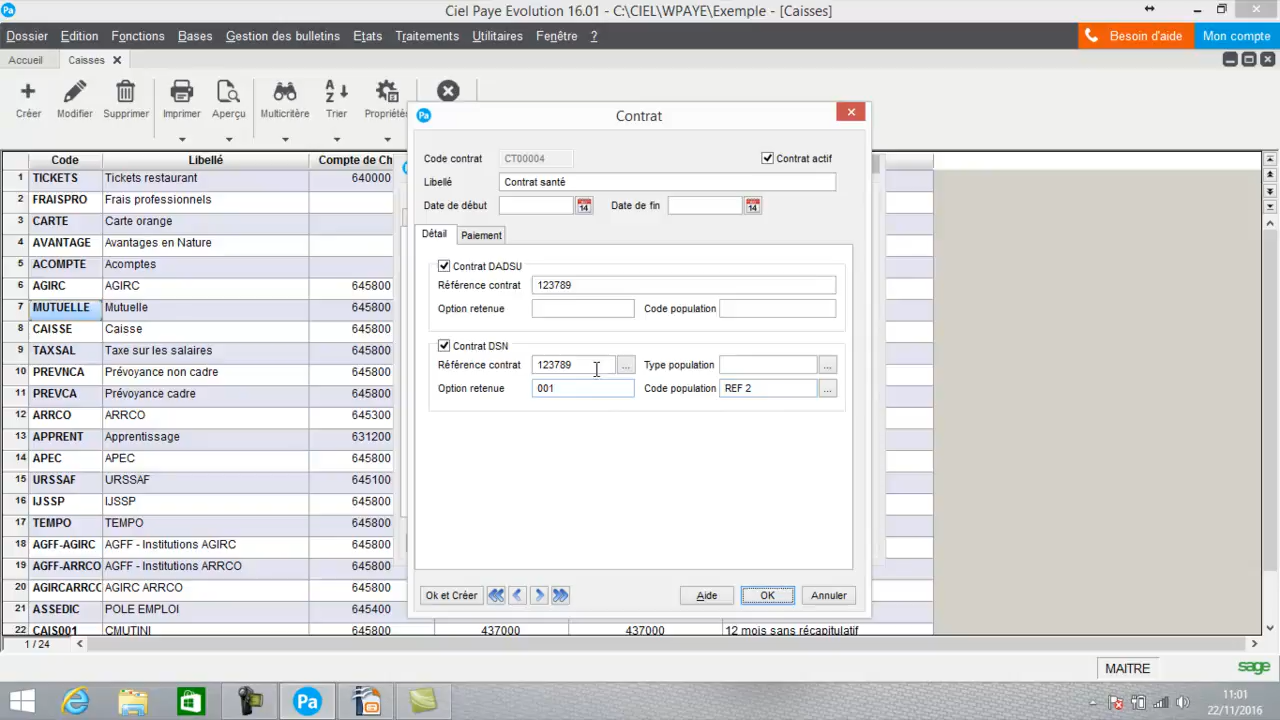 Pa Ciel Paye Evolution 16.01 - C:\CIEL\WPAYE\Exemple - [Caisses]
Dossier Edition Fonctions Bases Gestion des bulletins Etats Traitements Utilitaires Fenêtre ? Besoin d'aide Mon compte
Accueil Caisses
Créer Modifier Supprimer Imprimer Aperçu Multicritère Trier Propriétés
Code Libellé Compte de Ch
1 TICKETS Tickets restaurant 640000
2 FRAISPRO Frais professionnels
3 CARTE Carte orange
4 AVANTAGE Avantages en Nature
5 ACOMPTE Acomptes
6 AGIRC AGIRC 645800
7 MUTUELLE Mutuelle 645800
8 CAISSE Caisse 645800
9 TAXSAL Taxe sur les salaires 645800
10 PREVNCA Prévoyance non cadre 645800
11 PREVCA Prévoyance cadre 645800
12 ARRCO ARRCO 645300
13 APPRENT Apprentissage 631200
14 APEC APEC 645800
15 URSSAF URSSAF 645100
16 IJSSP IJSSP 645800
17 TEMPO TEMPO 645800
18 AGFF-AGIRC AGFF - Institutions AGIRC 645800
19 AGFF-ARRCO AGFF - Institutions ARRCO 645800
20 AGIRCARRCO AGIRC ARRCO 645800
21 ASSEDIC POLE EMPLOI 645400
22 CAIS001 CMUTINI 645800 437000 437000 12 mois sans récapitulatif
1 / 24
Pa Contrat
Code contrat CT00004 Contrat actif
Libellé Contrat santé
Date de début 14 Date de fin 14
Détail Paiement
Contrat DADSU
Référence contrat 123789
Option retenue Code population
Contrat DSN
Référence contrat 123789 ... Type population ...
Option retenue 001 Code population REF 2 ...
Ok et Créer Aide OK Annuler
MAITRE sage
Pa 11:01
22/11/2016